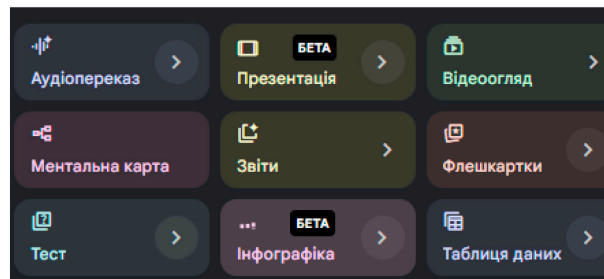 Аудіопереказ
БЕТА
Презентація
Відеоогляд
Ментальна карта
Звіти
Флешкартки
Тест
БЕТА
Інфографіка
Таблиця даних